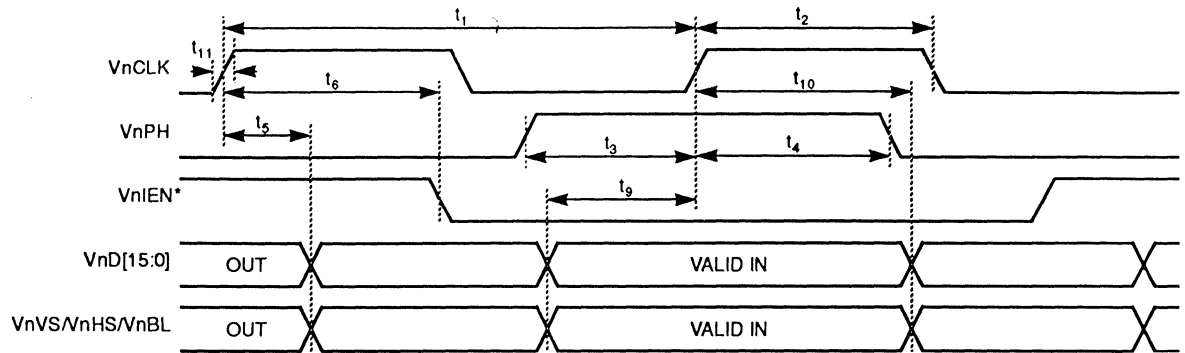 t1
t2
t11
VnCLK
t6
t10
t5
VnPH
t3
t4
t9
VnIEN*
VnD[15:0] OUT VALID IN
VnVS/VnHS/VnBL OUT VALID IN